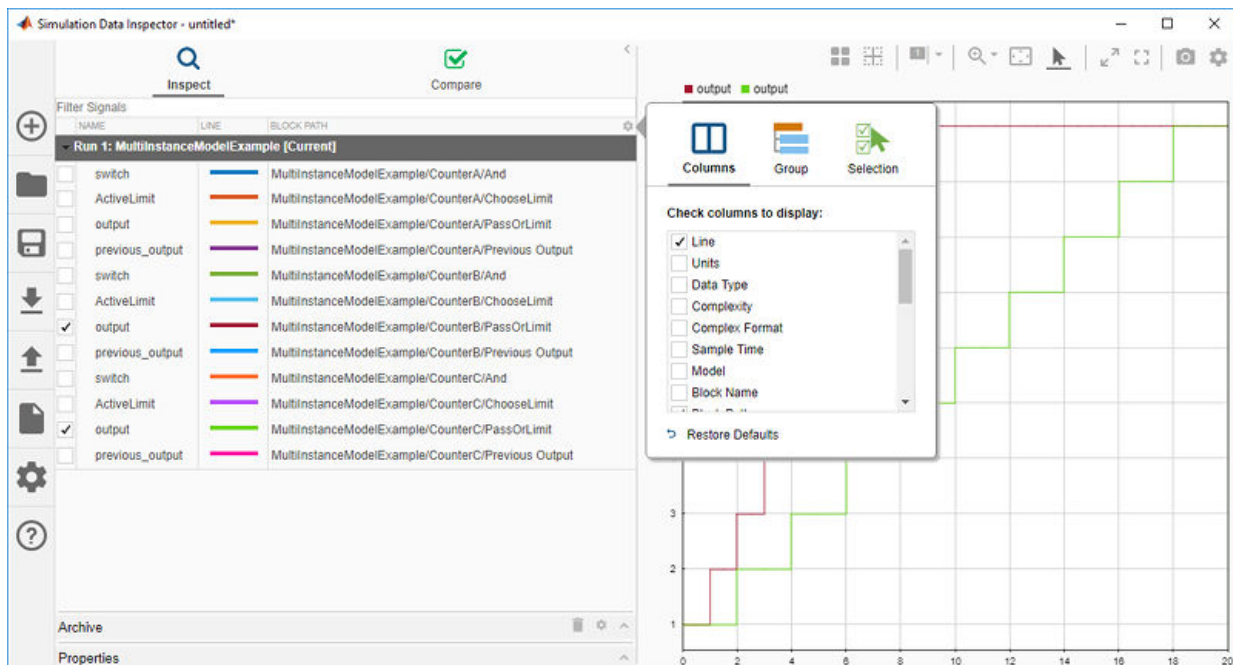 Simulation Data Inspector - untitled*
Inspect
Compare
Filter Signals
NAME LINE BLOCK PATH
Run 1: MultiInstanceModelExample [Current]
switch MultiInstanceModelExample/CounterA/And
ActiveLimit MultiInstanceModelExample/CounterA/ChooseLimit
output MultiInstanceModelExample/CounterA/PassOrLimit
previous_output MultiInstanceModelExample/CounterA/Previous Output
switch MultiInstanceModelExample/CounterB/And
ActiveLimit MultiInstanceModelExample/CounterB/ChooseLimit
output MultiInstanceModelExample/CounterB/PassOrLimit
previous_output MultiInstanceModelExample/CounterB/Previous Output
switch MultiInstanceModelExample/CounterC/And
ActiveLimit MultiInstanceModelExample/CounterC/ChooseLimit
output MultiInstanceModelExample/CounterC/PassOrLimit
previous_output MultiInstanceModelExample/CounterC/Previous Output
Archive
Properties
output output
Columns Group Selection
Check columns to display:
Line
Units
Data Type
Complexity
Complex Format
Sample Time
Model
Block Name
Restore Defaults
3
2
1
0 2 4 6 8 10 12 14 16 18 20